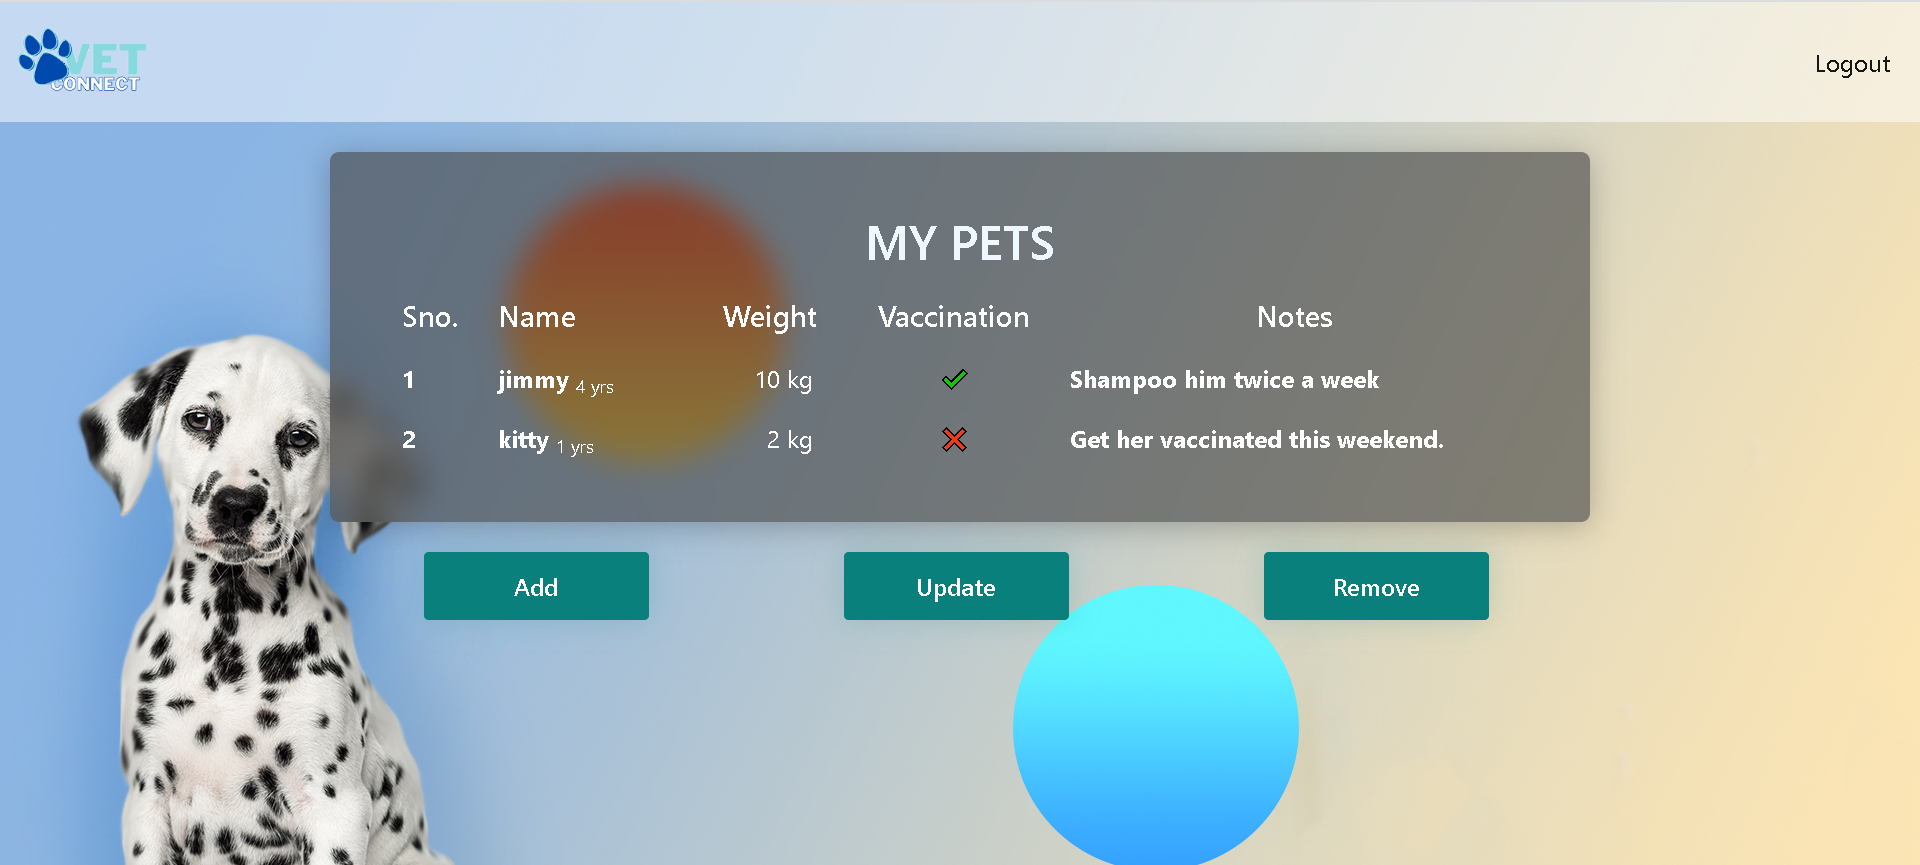 VET
CONNECT
Logout
MY PETS
Sno. Name Weight Vaccination Notes
1 jimmy 4 yrs 10 kg Shampoo him twice a week
2 kitty 1 yrs 2 kg Get her vaccinated this weekend.
Add Update Remove